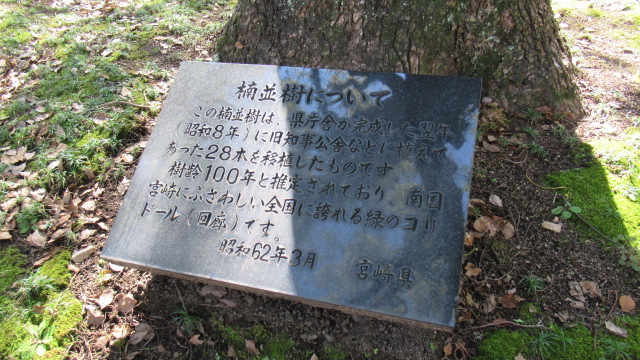 楠並樹について
この楠並樹は、県庁舎が完成した翌年
(昭和8年)に旧知事公舎などに植えて
あった28本を移植したものです
樹齢100年と推定されており、南国
宮崎にふさわしい全国に誇れる緑のコリ
ドール(回廊)です。
昭和62年3月 宮崎県